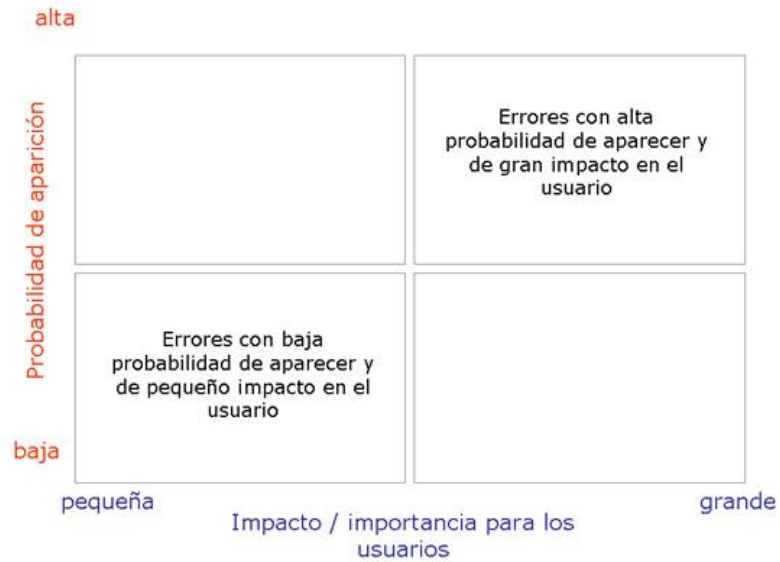 alta
Probabilidad de aparición
Errores con alta
probabilidad de aparecer y
de gran impacto en el
usuario
Errores con baja
probabilidad de aparecer y
de pequeño impacto en el
usuario
baja
pequeña
grande
Impacto / importancia para los
usuarios